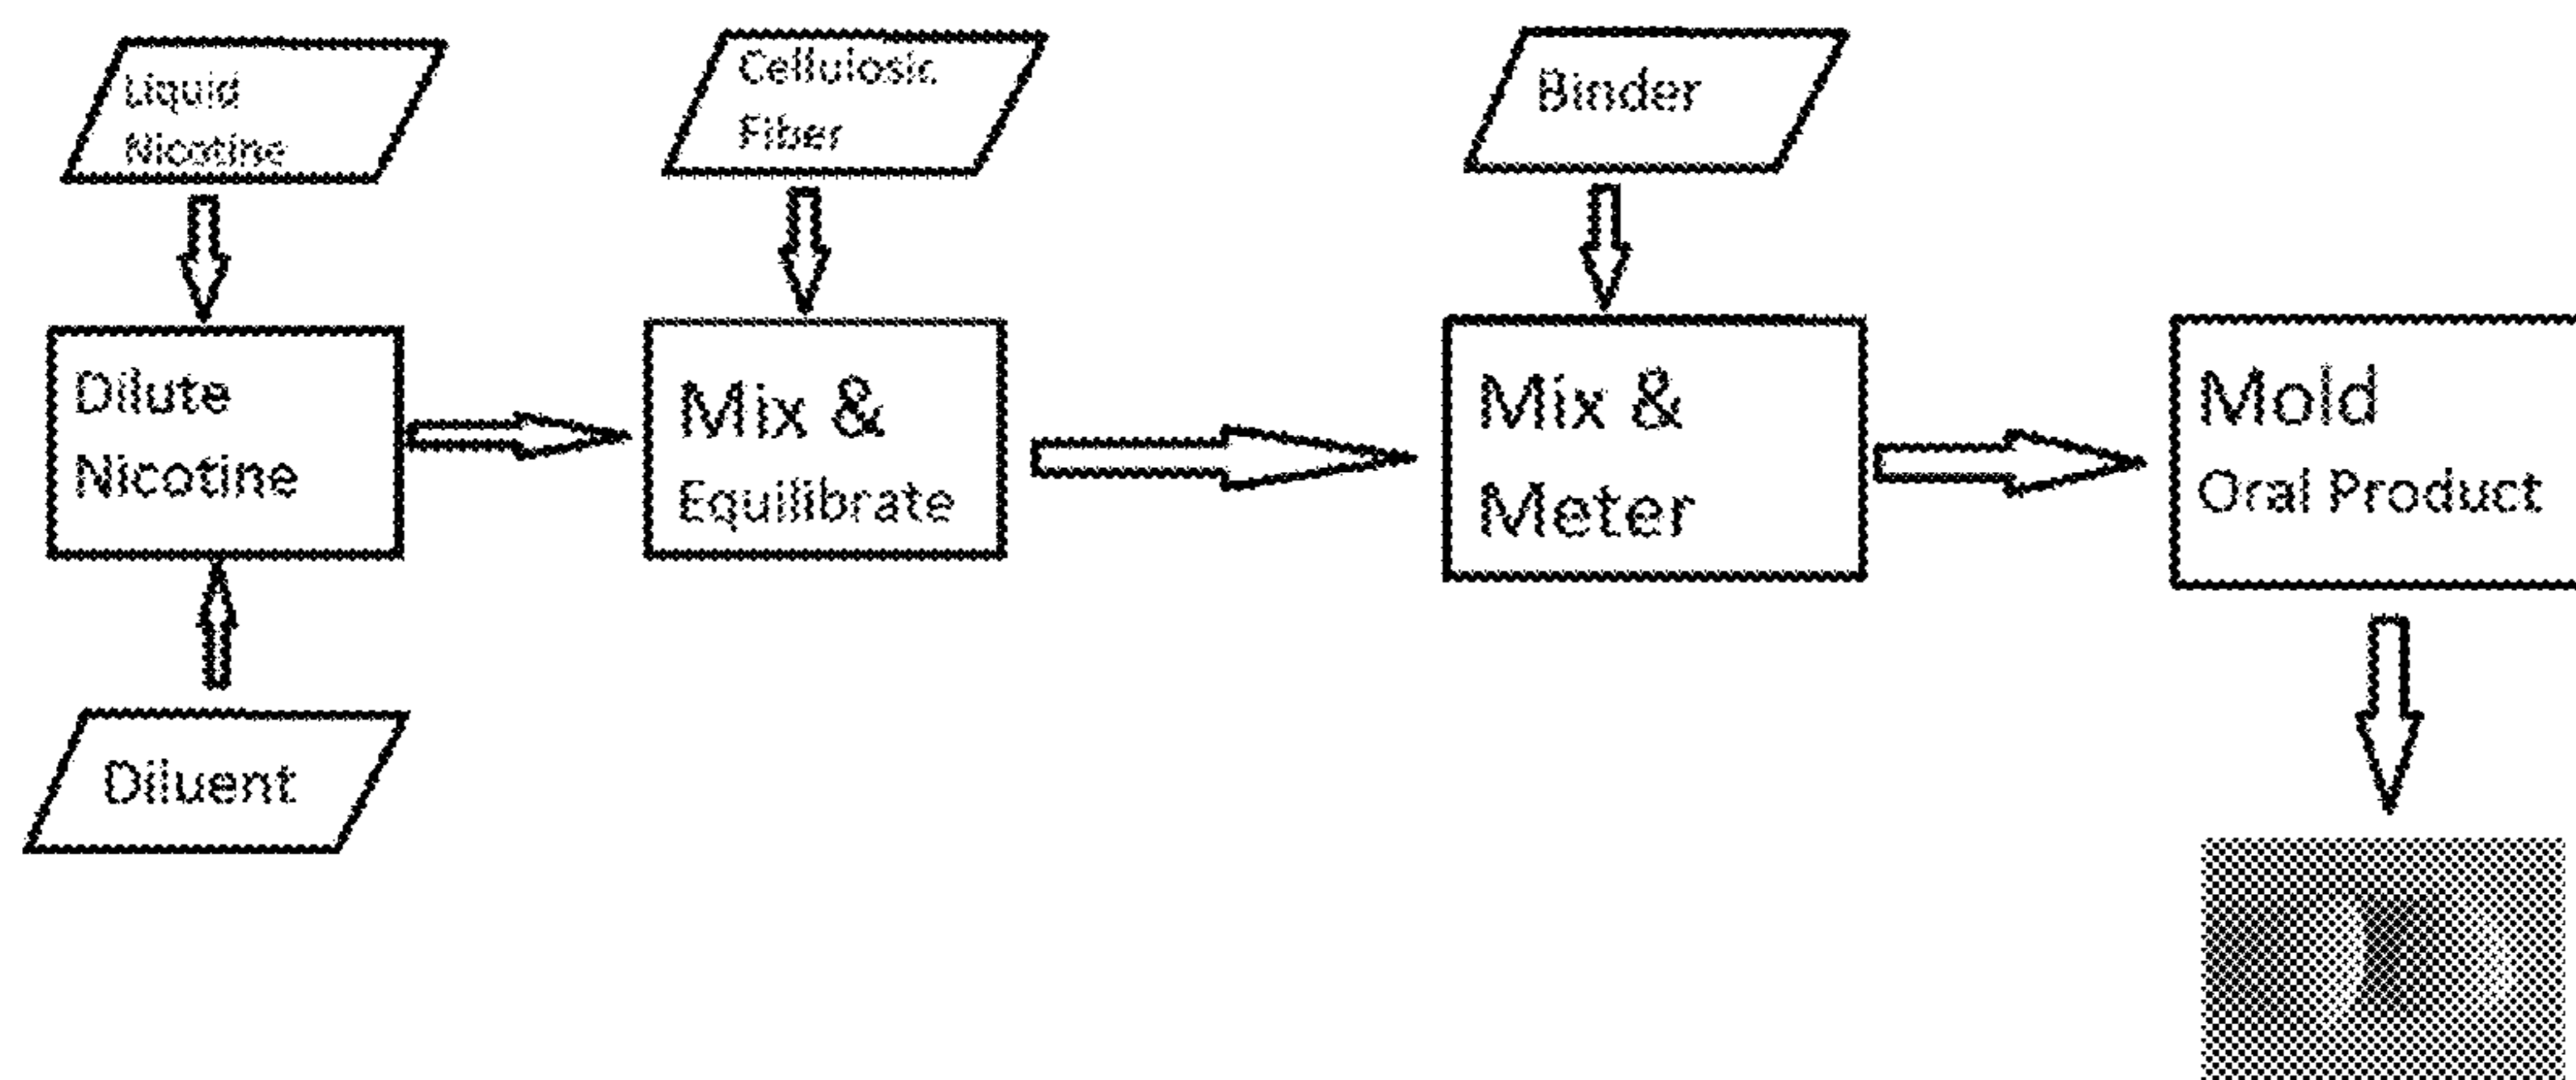 Liquid
Nicotine
Cellulosic
Fiber
Binder
Dilute
Nicotine
Mix &
Equilibrate
Mix &
Meter
Mold
Oral Product
Diluent